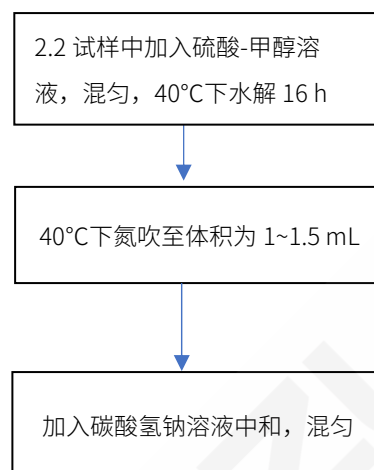 2.2 试样中加入硫酸-甲醇溶
液，混匀，40°C下水解 16 h
40°C下氮吹至体积为 1~1.5 mL
加入碳酸氢钠溶液中和，混匀